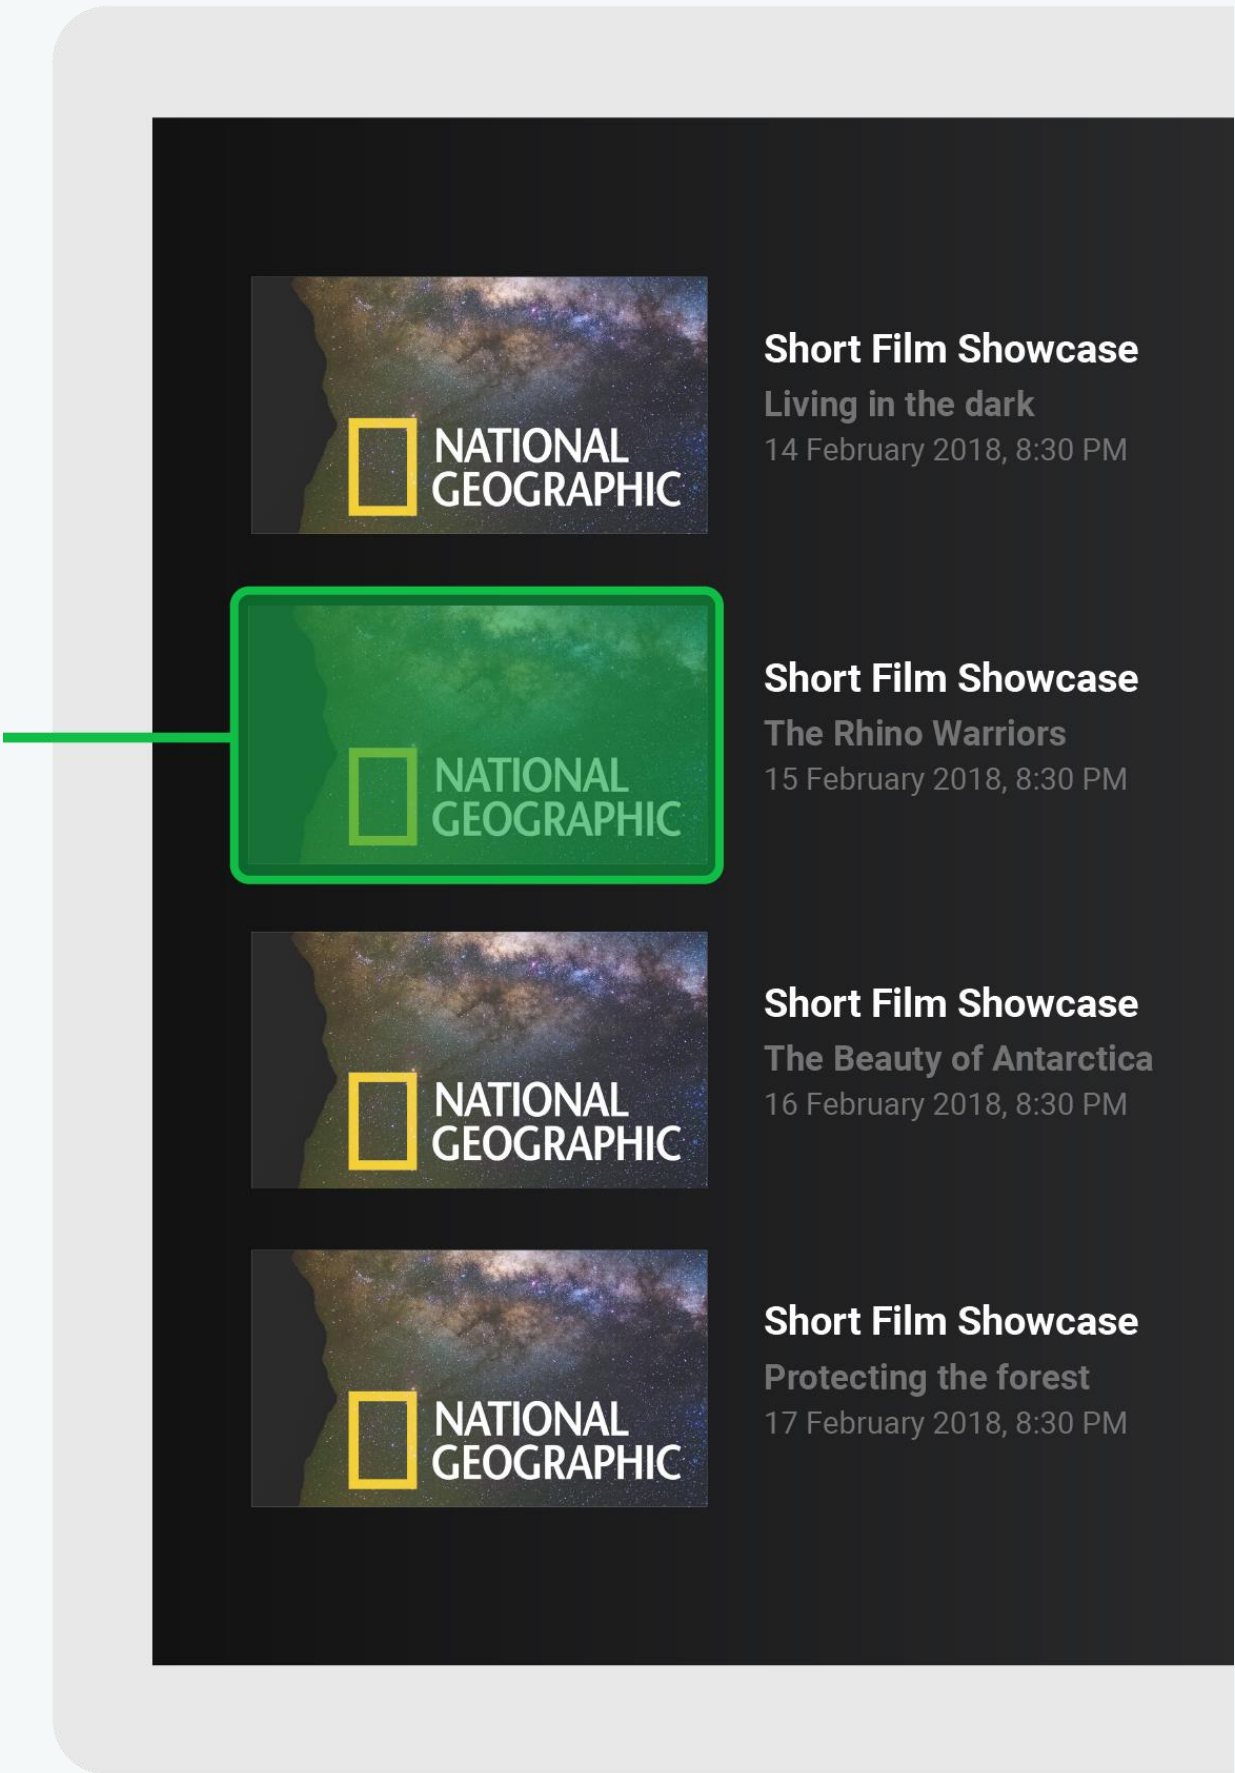 NATIONAL
GEOGRAPHIC
Short Film Showcase
Living in the dark
14 February 2018, 8:30 PM
NATIONAL
GEOGRAPHIC
Short Film Showcase
The Rhino Warriors
15 February 2018, 8:30 PM
NATIONAL
GEOGRAPHIC
Short Film Showcase
The Beauty of Antarctica
16 February 2018, 8:30 PM
NATIONAL
GEOGRAPHIC
Short Film Showcase
Protecting the forest
17 February 2018, 8:30 PM